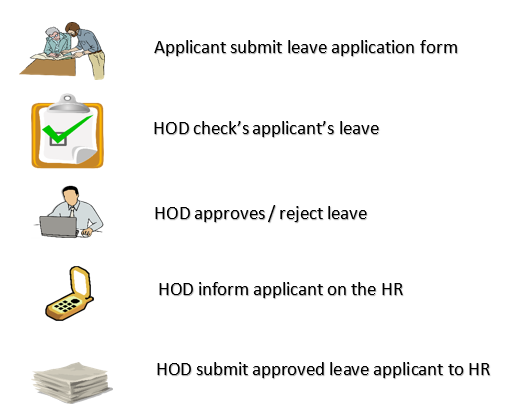 Applicant submit leave application form
HOD check's applicant's leave
HOD approves / reject leave
HOD inform applicant on the HR
HOD submit approved leave applicant to HR